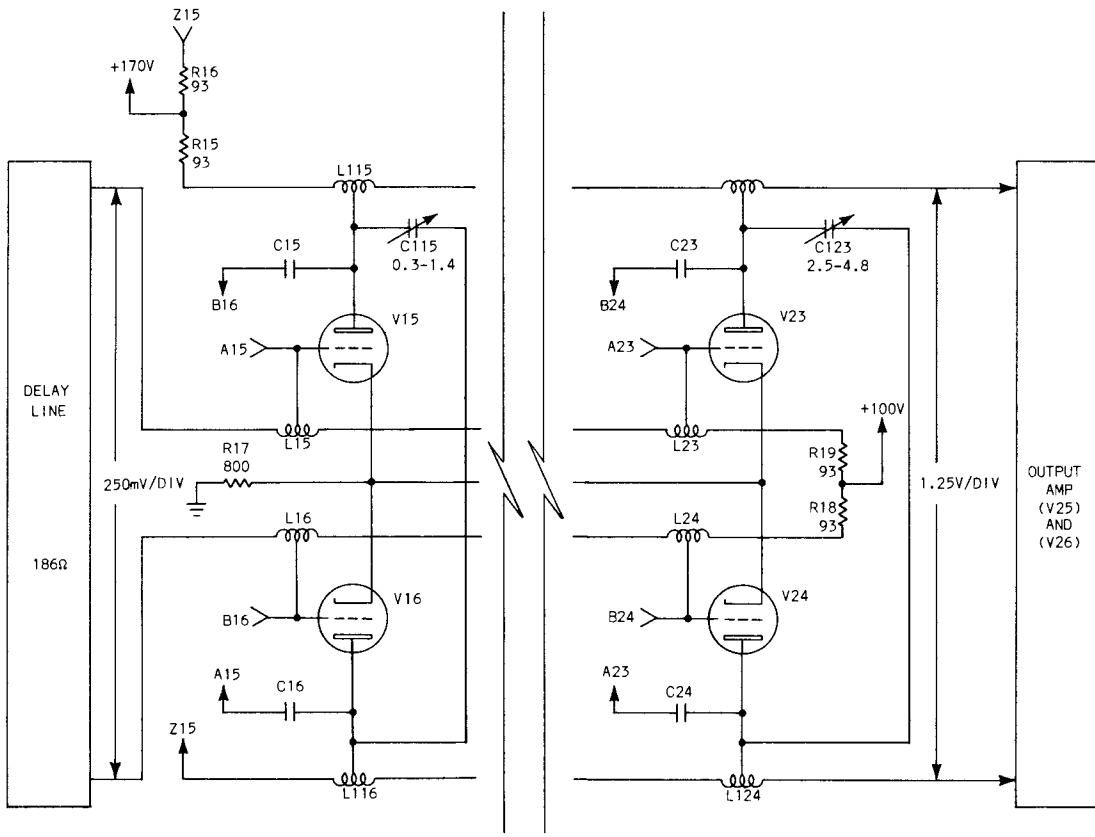 Z15
+170V
R16
93
R15
93
L115
C115
0.3-1.4
C15
B16
V15
A15
C123
2.5-4.8
C23
B24
V23
A23
DELAY
LINE
186Ω
250mV/DIV
L15
R17
800
L16
L23
L24
+100V
R19
93
R18
93
1.25V/DIV
OUTPUT
AMP
(V25)
AND
(V26)
V16
B16
A15
C16
Z15
L116
V24
B24
A23
C24
L124